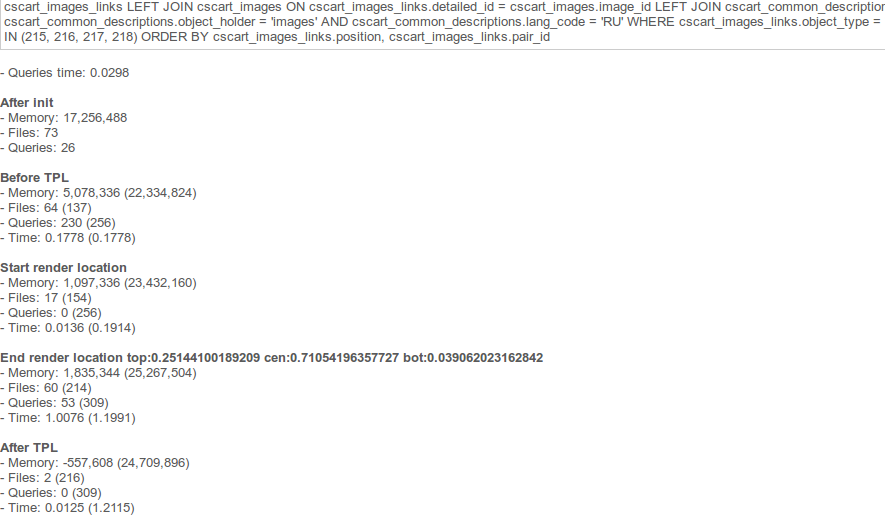 cscart_images_links LEFT JOIN cscart_images ON cscart_images_links.detailed_id = cscart_images.image_id LEFT JOIN cscart_common_description
cscart_common_descriptions.object_holder = 'images' AND cscart_common_descriptions.lang_code = 'RU' WHERE cscart_images_links.object_type =
IN (215, 216, 217, 218) ORDER BY cscart_images_links.position, cscart_images_links.pair_id
- Queries time: 0.0298
After init
- Memory: 17,256,488
- Files: 73
- Queries: 26
Before TPL
- Memory: 5,078,336 (22,334,824)
- Files: 64 (137)
- Queries: 230 (256)
- Time: 0.1778 (0.1778)
Start render location
- Memory: 1,097,336 (23,432,160)
- Files: 17 (154)
- Queries: 0 (256)
- Time: 0.0136 (0.1914)
End render location top:0.25144100189209 cen:0.71054196357727 bot:0.039062023162842
- Memory: 1,835,344 (25,267,504)
- Files: 60 (214)
- Queries: 53 (309)
- Time: 1.0076 (1.1991)
After TPL
- Memory: -557,608 (24,709,896)
- Files: 2 (216)
- Queries: 0 (309)
- Time: 0.0125 (1.2115)